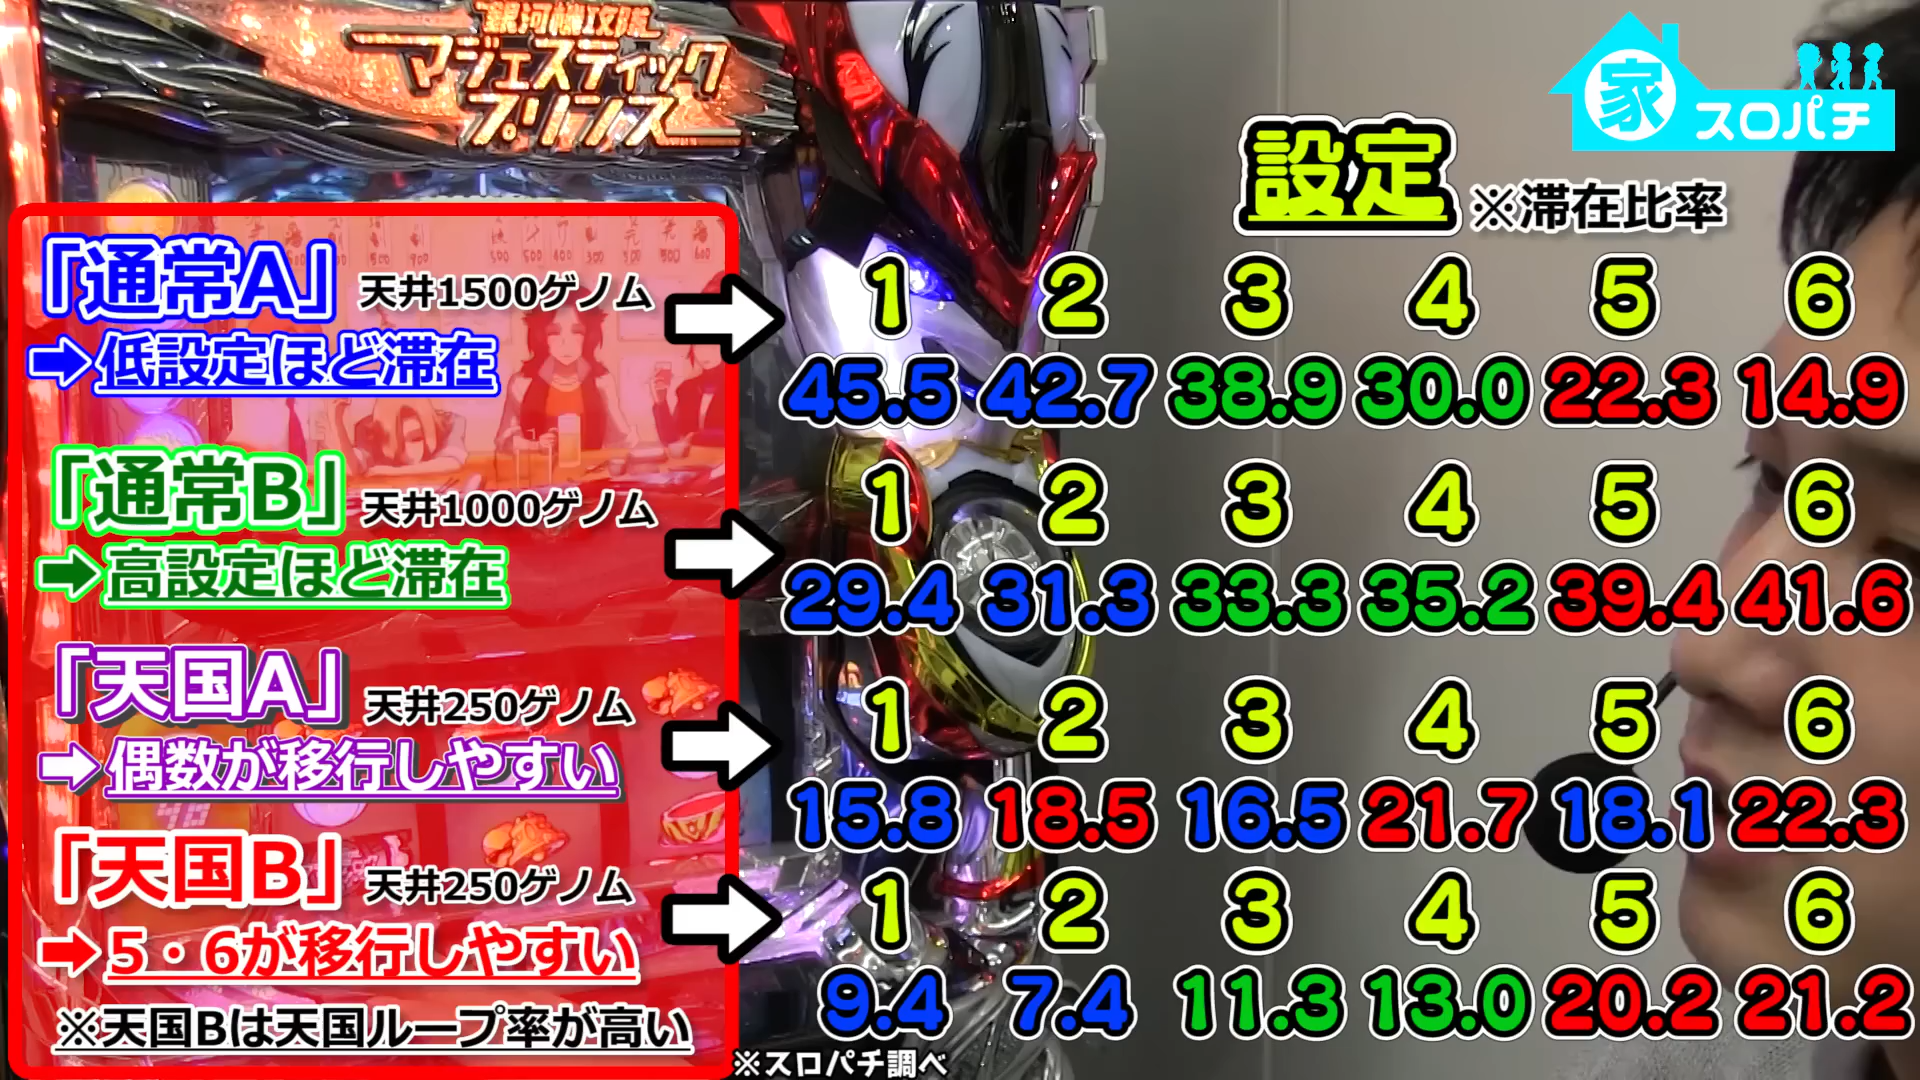 銀河機攻隊
マジェスティック
プリンス
家
スロパチ
設定 ※滞在比率
「通常A」 天井1500ゲノム
➡低設定ほど滞在
1 2 3 4 5 6
45.5 42.7 38.9 30.0 22.3 14.9
「通常B」 天井1000ゲノム
➡高設定ほど滞在
1 2 3 4 5 6
29.4 31.3 33.3 35.2 39.4 41.6
「天国A」 天井250ゲノム
➡偶数が移行しやすい
1 2 3 4 5 6
15.8 18.5 16.5 21.7 18.1 22.3
「天国B」 天井250ゲノム
➡5・6が移行しやすい
1 2 3 4 5 6
9.4 7.4 11.3 13.0 20.2 21.2
※天国Bは天国ループ率が高い
※スロパチ調べ